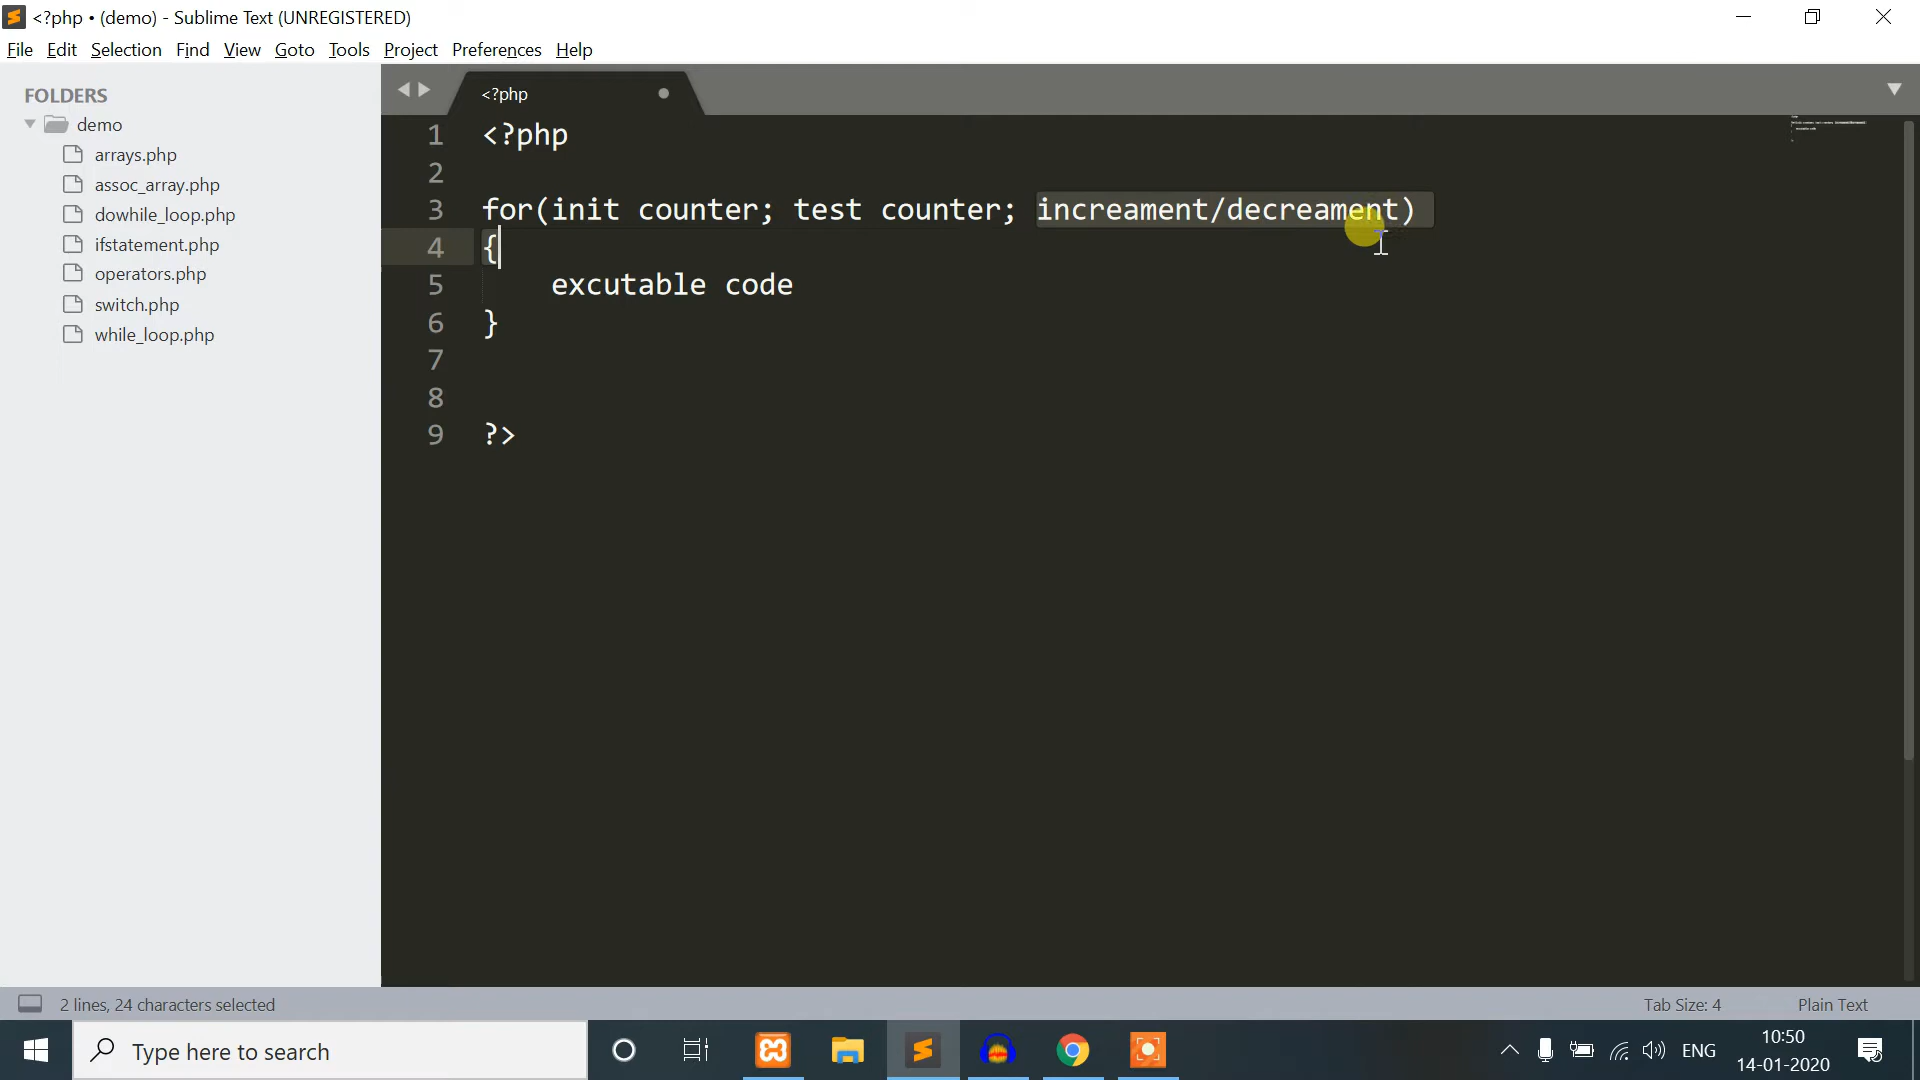 <?php • (demo) - Sublime Text (UNREGISTERED)
File Edit Selection Find View Goto Tools Project Preferences Help
FOLDERS
demo
arrays.php
assoc_array.php
dowhile_loop.php
ifstatement.php
operators.php
switch.php
while_loop.php
<?php
1 <?php
2
3 for(init counter; test counter; increament/decreament)
4 {
5 excutable code
6 }
7
8
9 ?>
2 lines, 24 characters selected
Tab Size: 4
Plain Text
Type here to search
ENG
10:50
14-01-2020